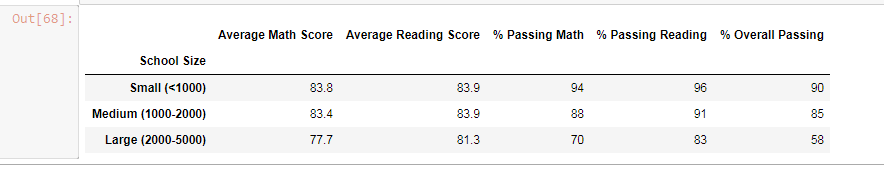 Out[68]:
Average Math Score Average Reading Score % Passing Math % Passing Reading % Overall Passing
School Size
Small (<1000) 83.8 83.9 94 96 90
Medium (1000-2000) 83.4 83.9 88 91 85
Large (2000-5000) 77.7 81.3 70 83 58